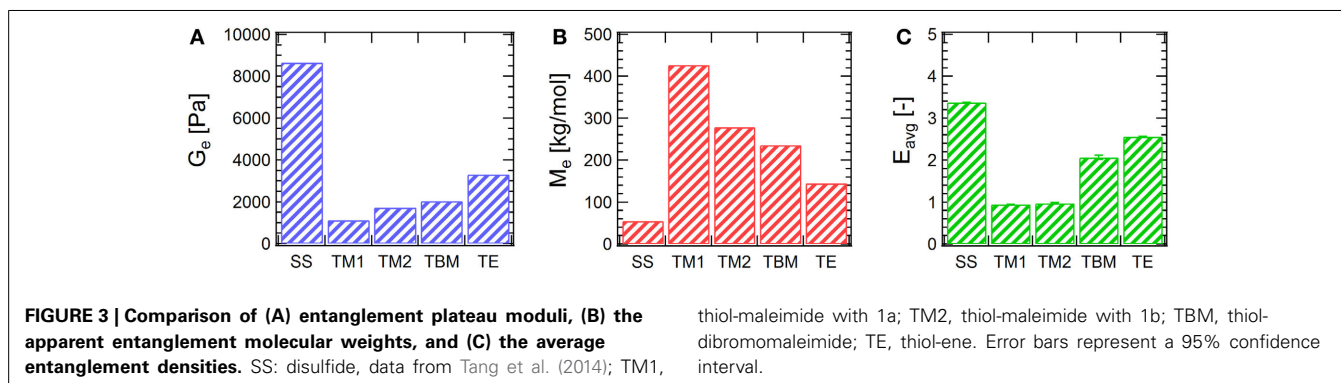 A
B
C
10000
8000
6000
4000
2000
0
Ge [Pa]
SS TM1 TM2 TBM TE
500
400
300
200
100
0
Me [kg/mol]
SS TM1 TM2 TBM TE
5
4
3
2
1
0
Eavg [-]
SS TM1 TM2 TBM TE
FIGURE 3 | Comparison of (A) entanglement plateau moduli, (B) the
apparent entanglement molecular weights, and (C) the average
entanglement densities. SS: disulfide, data from Tang et al. (2014); TM1,
thiol-maleimide with 1a; TM2, thiol-maleimide with 1b; TBM, thiol-
dibromomaleimide; TE, thiol-ene. Error bars represent a 95% confidence
interval.